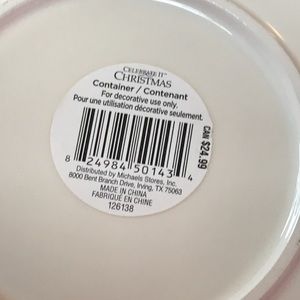 CELEBRATE IT™
CHRISTMAS
Container / Contenant
For decorative use only.
Pour une utilisation décorative seulement.
CAN $24.99
8 24984 50143 4
Distributed by Michaels Stores, Inc.
8000 Bent Branch Drive, Irving, TX 75063
MADE IN CHINA
FABRIQUÉ EN CHINE
126138